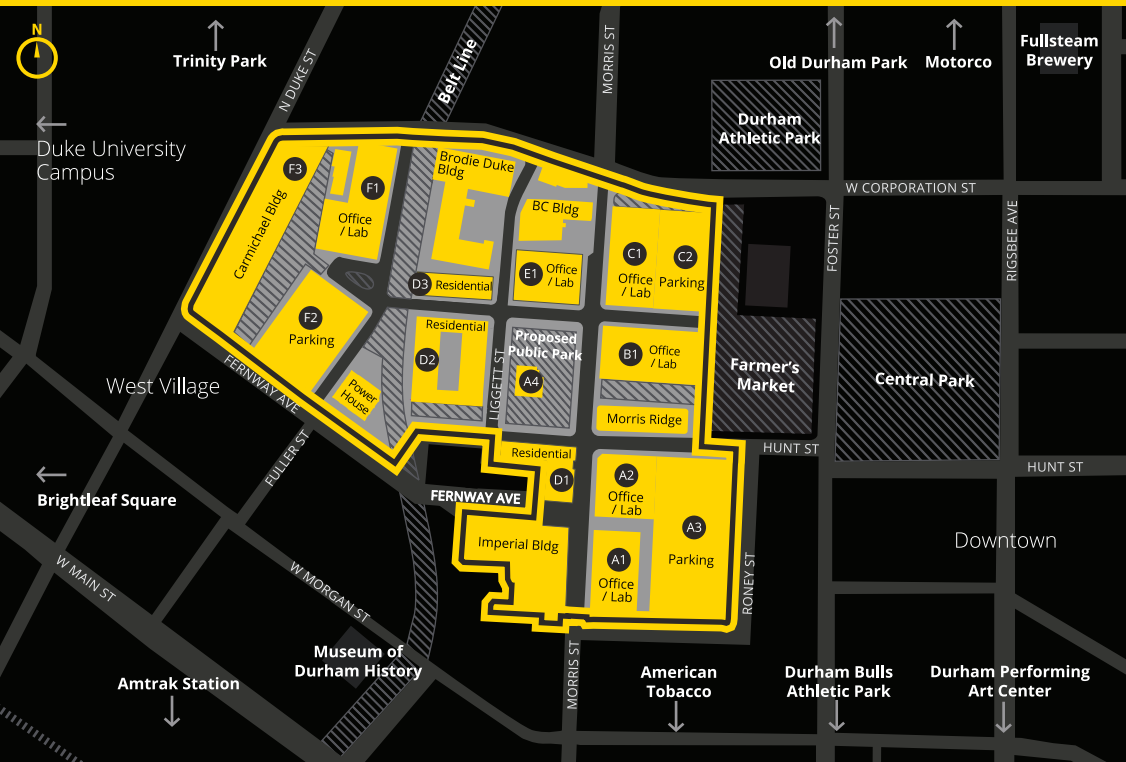 N
Trinity Park
N DUKE ST
Belt Line
MORRIS ST
Old Durham Park
Motorco
Fullsteam
Brewery
Duke University
Campus
Durham
Athletic Park
W CORPORATION ST
FOSTER ST
RIGSBEE AVE
F3
Carmichael Bldg
F1
Office
/ Lab
Brodie Duke
Bldg
BC Bldg
C1
Office
/ Lab
C2
Parking
D3
Residential
E1
Office
/ Lab
F2
Parking
Residential
D2
LIGGETT ST
Proposed
Public Park
A4
B1
Office
/ Lab
Farmer's
Market
Central Park
West Village
FERNWAY AVE
Power
House
Morris Ridge
HUNT ST
HUNT ST
FULLER ST
Residential
D1
FERNWAY AVE
A2
Office
/ Lab
A3
Parking
Brightleaf Square
Imperial Bldg
A1
Office
/ Lab
RONEY ST
Downtown
W MAIN ST
W MORGAN ST
Museum of
Durham History
MORRIS ST
Amtrak Station
American
Tobacco
Durham Bulls
Athletic Park
Durham Performing
Art Center